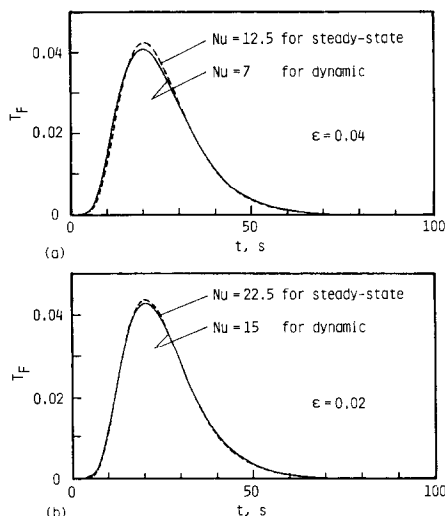 0.04
0.02
0
T_F
Nu=12.5 for steady-state
Nu=7 for dynamic
ε=0.04
50
100
t, s
(a)
0.04
0.02
0
T_F
Nu=22.5 for steady-state
Nu=15 for dynamic
ε=0.02
50
100
t, s
(b)